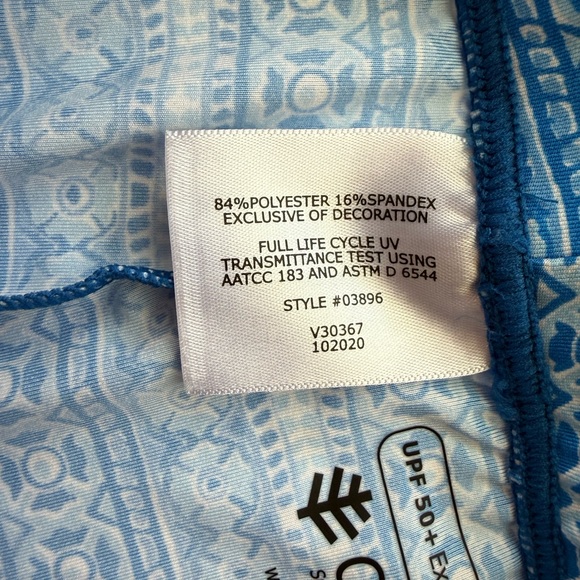 84%POLYESTER 16%SPANDEX
EXCLUSIVE OF DECORATION
FULL LIFE CYCLE UV
TRANSMITTANCE TEST USING
AATCC 183 AND ASTM D 6544
STYLE #03896
V30367
102020
UPF 50+